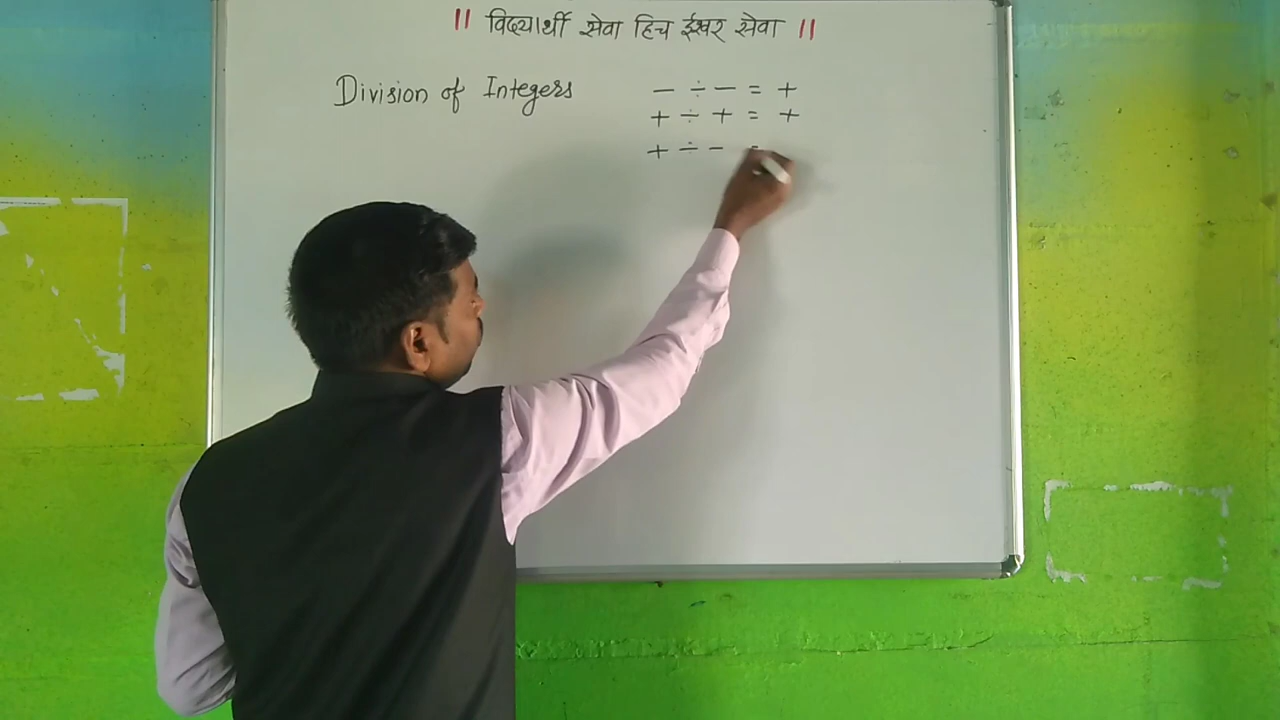 || विद्यार्थी सेवा हिच ईश्वर सेवा ||
Division of Integers
- ÷ - = +
+ ÷ + = +
+ ÷ - =